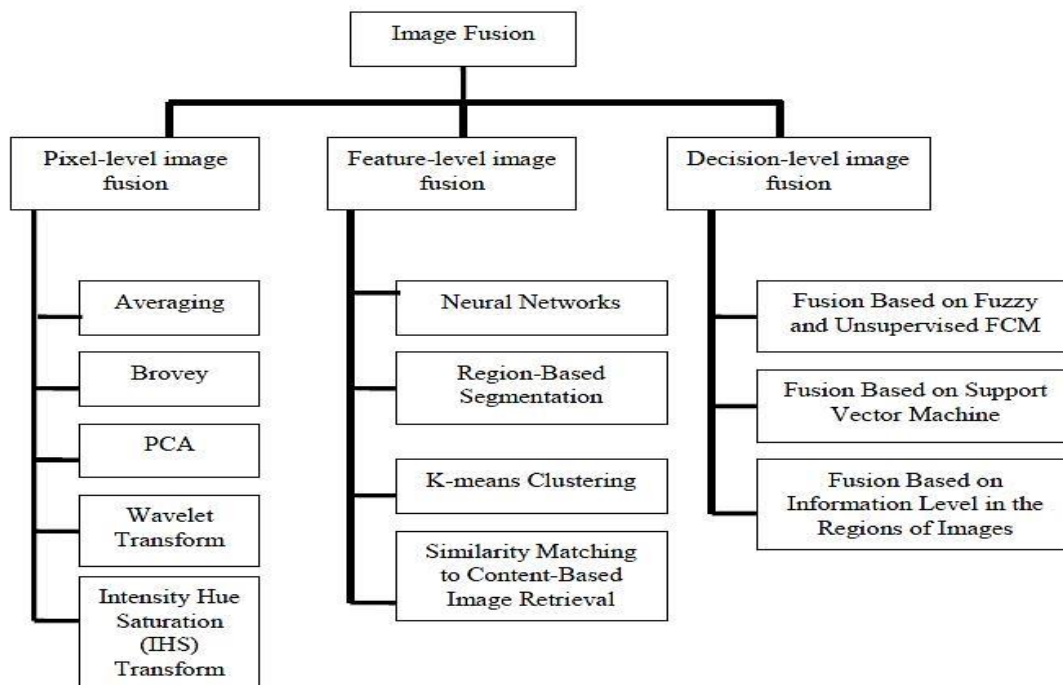 Image Fusion
Pixel-level image
fusion
Feature-level image
fusion
Decision-level image
fusion
Averaging
Brovey
PCA
Wavelet
Transform
Intensity Hue
Saturation
(IHS)
Transform
Neural Networks
Region-Based
Segmentation
K-means Clustering
Similarity Matching
to Content-Based
Image Retrieval
Fusion Based on Fuzzy
and Unsupervised FCM
Fusion Based on Support
Vector Machine
Fusion Based on
Information Level in the
Regions of Images